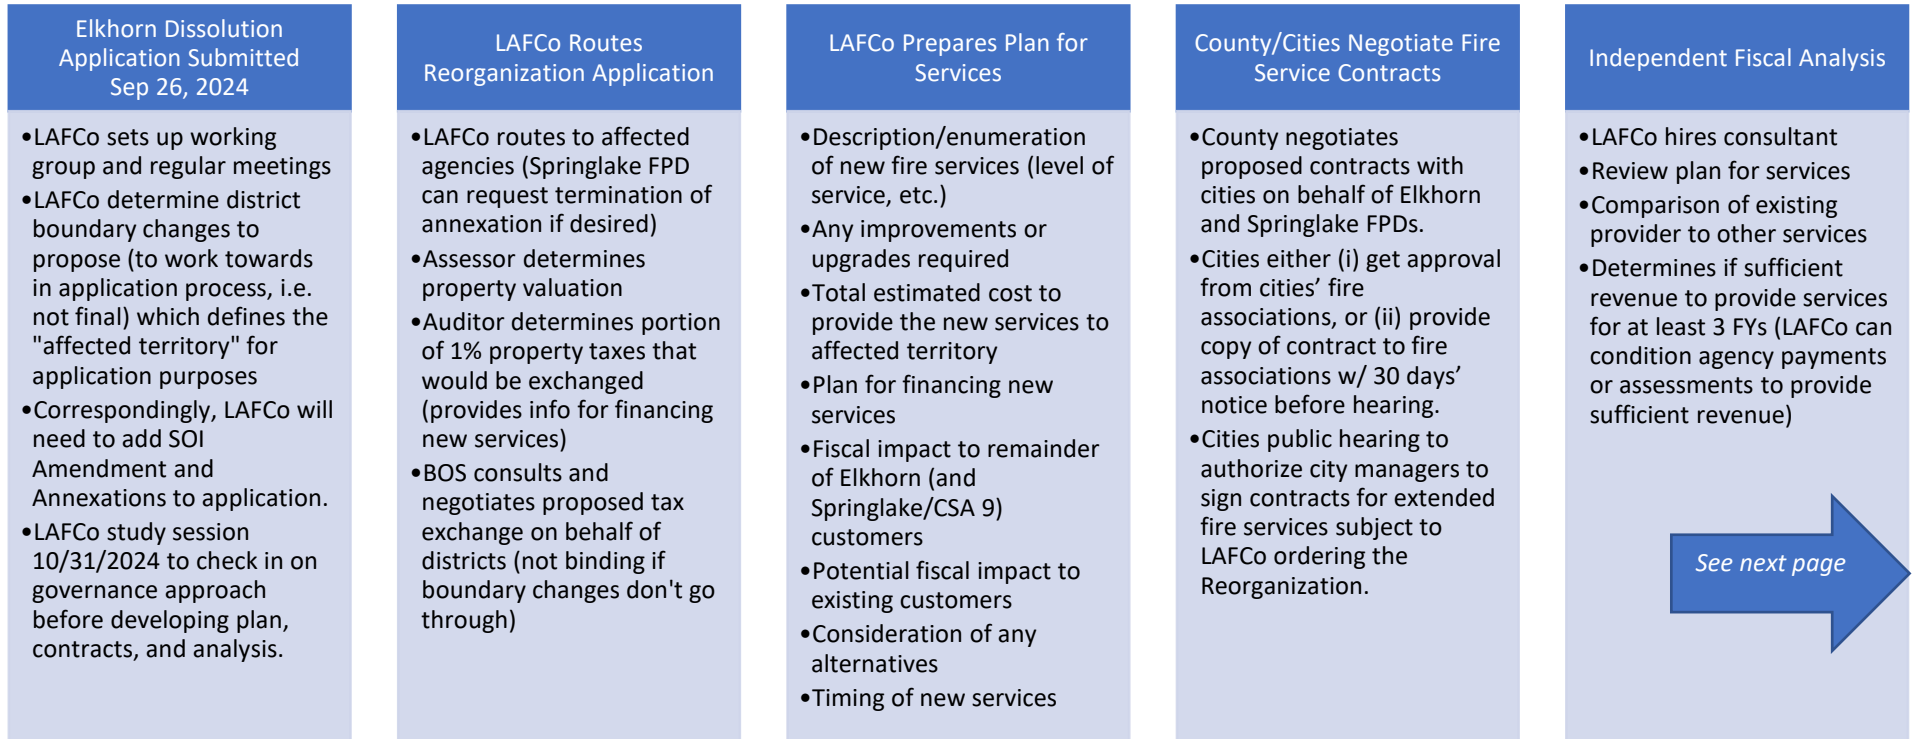 Elkhorn Dissolution
Application Submitted
Sep 26, 2024
•LAFCo sets up working
group and regular meetings
•LAFCo determine district
boundary changes to
propose (to work towards
in application process, i.e.
not final) which defines the
"affected territory" for
application purposes
•Correspondingly, LAFCo will
need to add SOI
Amendment and
Annexations to application.
•LAFCo study session
10/31/2024 to check in on
governance approach
before developing plan,
contracts, and analysis.
LAFCo Routes
Reorganization Application
•LAFCo routes to affected
agencies (Springlake FPD
can request termination of
annexation if desired)
•Assessor determines
property valuation
•Auditor determines portion
of 1% property taxes that
would be exchanged
(provides info for financing
new services)
•BOS consults and
negotiates proposed tax
exchange on behalf of
districts (not binding if
boundary changes don't go
through)
LAFCo Prepares Plan for
Services
•Description/enumeration
of new fire services (level of
service, etc.)
•Any improvements or
upgrades required
•Total estimated cost to
provide the new services to
affected territory
•Plan for financing new
services
•Fiscal impact to remainder
of Elkhorn (and
Springlake/CSA 9)
customers
•Potential fiscal impact to
existing customers
•Consideration of any
alternatives
•Timing of new services
County/Cities Negotiate Fire
Service Contracts
•County negotiates
proposed contracts with
cities on behalf of Elkhorn
and Springlake FPDs.
•Cities either (i) get approval
from cities’ fire
associations, or (ii) provide
copy of contract to fire
associations w/ 30 days’
notice before hearing.
•Cities public hearing to
authorize city managers to
sign contracts for extended
fire services subject to
LAFCo ordering the
Reorganization.
Independent Fiscal Analysis
•LAFCo hires consultant
•Review plan for services
•Comparison of existing
provider to other services
•Determines if sufficient
revenue to provide services
for at least 3 FYs (LAFCo can
condition agency payments
or assessments to provide
sufficient revenue)
See next page